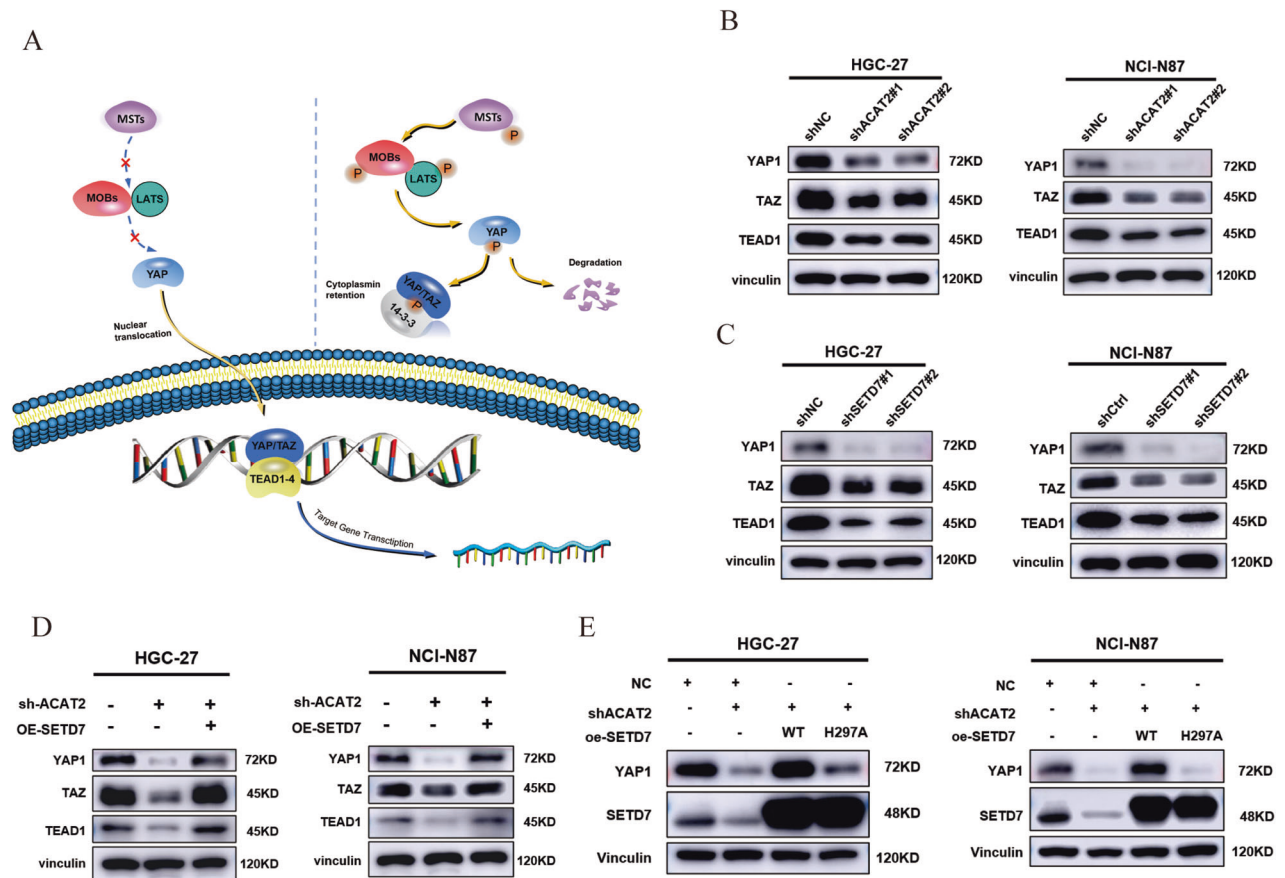 A
MSTs
MOBs
LATS
YAP
Nuclear
translocation
MSTs
P
MOBs
P
LATS
P
YAP
P
Cytoplasmin
retention
YAP/TAZ
P
14-3-3
Degradation
YAP/TAZ
TEAD1-4
Target Gene Transctiption
B
HGC-27
shNC shACAT2#1 shACAT2#2
YAP1 72KD
TAZ 45KD
TEAD1 45KD
vinculin 120KD
NCI-N87
shNC shACAT2#1 shACAT2#2
YAP1 72KD
TAZ 45KD
TEAD1 45KD
vinculin 120KD
C
HGC-27
shNC shSETD7#1 shSETD7#2
YAP1 72KD
TAZ 45KD
TEAD1 45KD
vinculin 120KD
NCI-N87
shCtrl shSETD7#1 shSETD7#2
YAP1 72KD
TAZ 45KD
TEAD1 45KD
vinculin 120KD
D
HGC-27
sh-ACAT2 - + +
OE-SETD7 - - +
YAP1 72KD
TAZ 45KD
TEAD1 45KD
vinculin 120KD
NCI-N87
sh-ACAT2 - + +
OE-SETD7 - - +
YAP1 72KD
TAZ 45KD
TEAD1 45KD
vinculin 120KD
E
HGC-27
NC + + - -
shACAT2 - + + +
oe-SETD7 - - WT H297A
YAP1 72KD
SETD7 48KD
Vinculin 120KD
NCI-N87
NC + + - -
shACAT2 - + + +
oe-SETD7 - - WT H297A
YAP1 72KD
SETD7 48KD
Vinculin 120KD